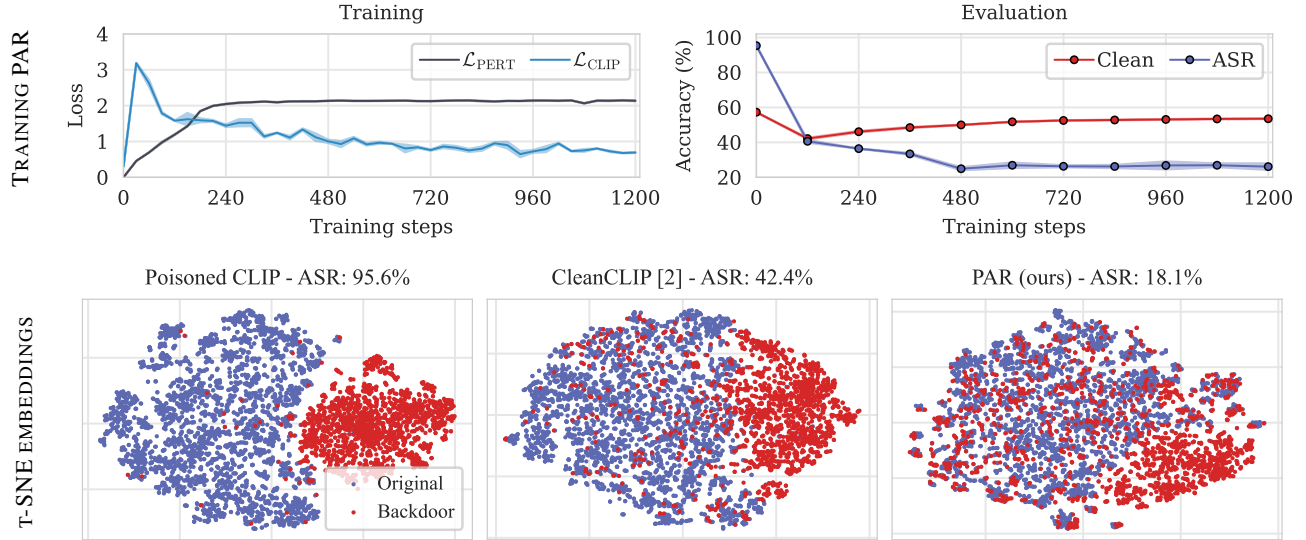 Training
Evaluation
TRAINING PAR
Loss
4
3
2
1
0
ℒPERT ℒCLIP
0 240 480 720 960 1200
Training steps
Accuracy (%)
100
80
60
40
20
Clean ASR
0 240 480 720 960 1200
Training steps
T-SNE EMBEDDINGS
Poisoned CLIP - ASR: 95.6%
Original
Backdoor
CleanCLIP [2] - ASR: 42.4%
PAR (ours) - ASR: 18.1%